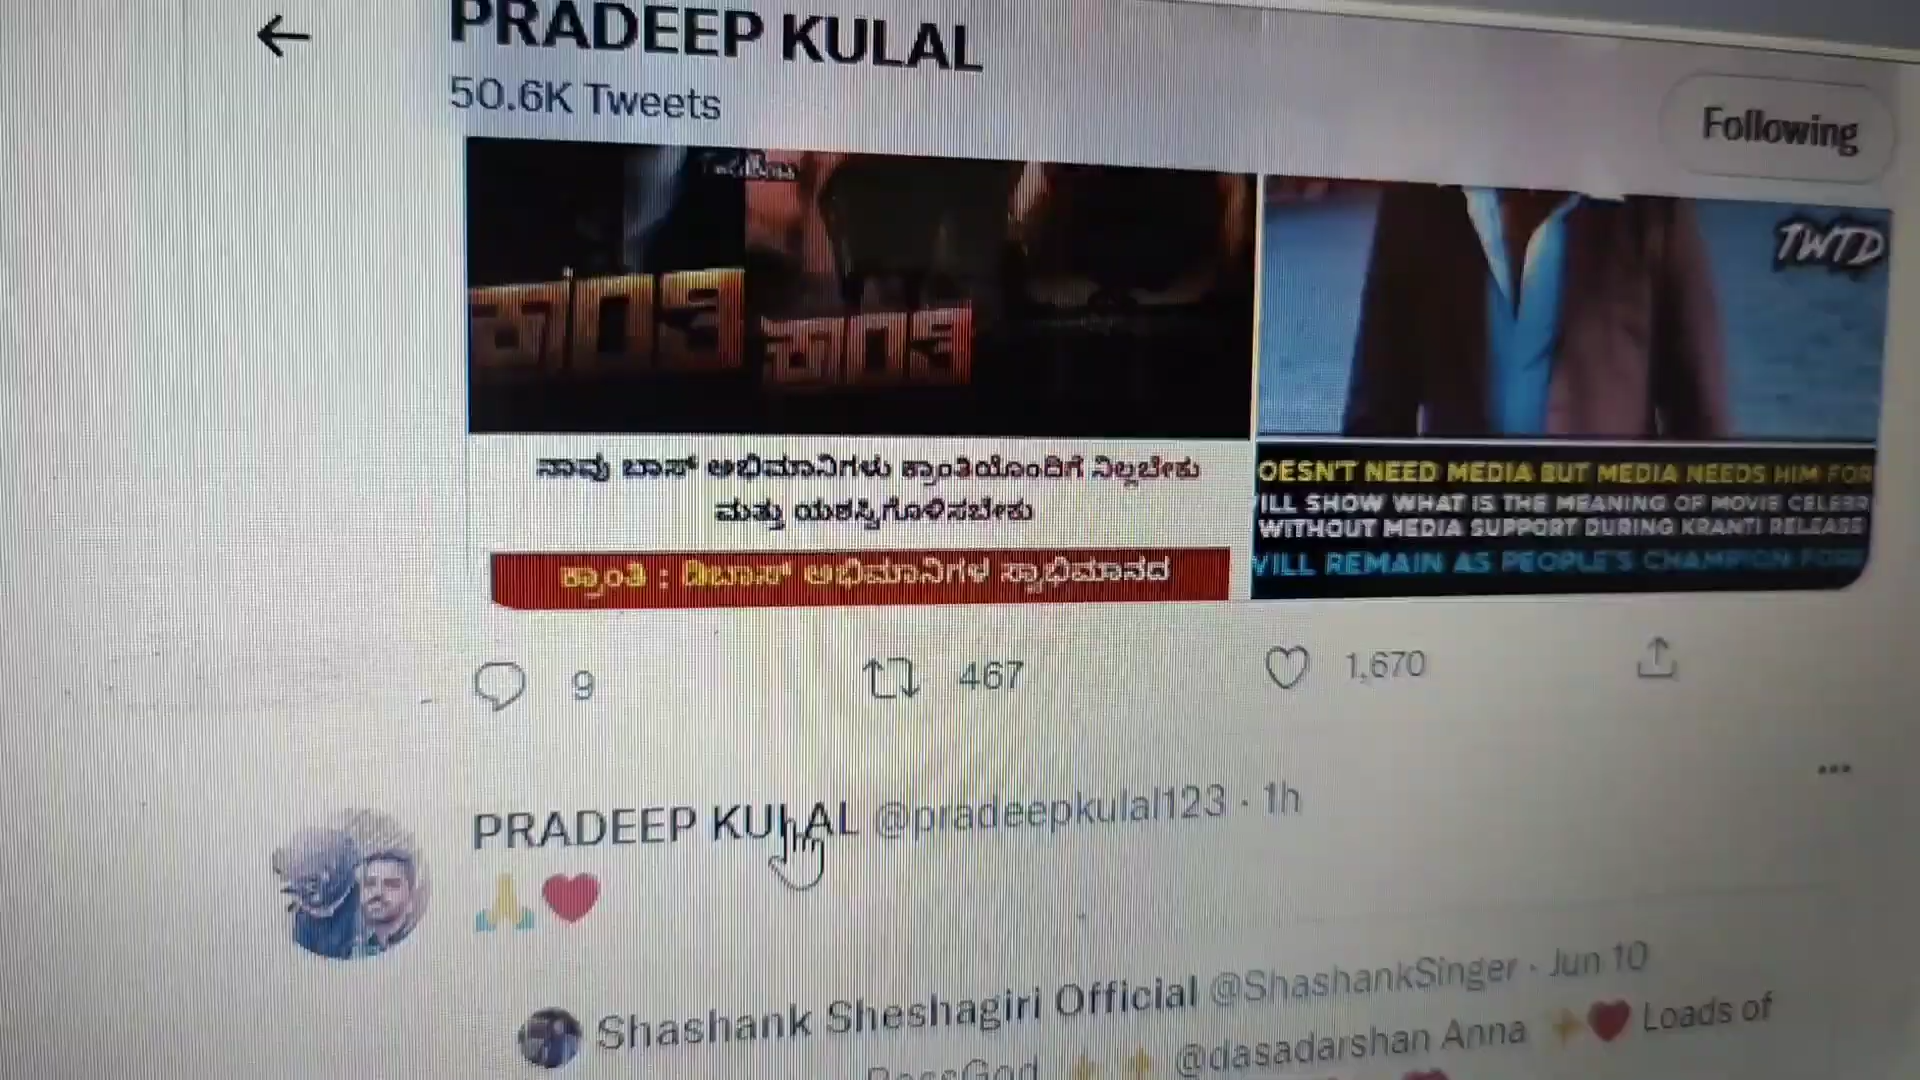 PRADEEP KULAL
50.6K Tweets
Following
ಕ್ರಾಂತಿ
ಕ್ರಾಂತಿ
TWTD
ನಾವು ಬಾಸ್ ಅಭಿಮಾನಿಗಳು ಕ್ರಾಂತಿಯೊಂದಿಗೆ ನಿಲ್ಲಬೇಕು
ಮತ್ತು ಯಶಸ್ವಿಗೊಳಿಸಬೇಕು
ಕ್ರಾಂತಿ : ಡಿಬಾಸ್ ಅಭಿಮಾನಿಗಳ ಸ್ವಾಭಿಮಾನದ
OESN'T NEED MEDIA BUT MEDIA NEEDS HIM FOR
ILL SHOW WHAT IS THE MEANING OF MOVIE CELEBR
WITHOUT MEDIA SUPPORT DURING KRANTI RELEASE
WILL REMAIN AS PEOPLE'S CHAMPION FOR
9 467 1,670
PRADEEP KULAL @pradeepkulal123 · 1h
🙏❤️
Shashank Sheshagiri Official @ShashankSinger · Jun 10
BossGod ✨ ✨ @dasadarshan Anna ✨❤️ Loads of